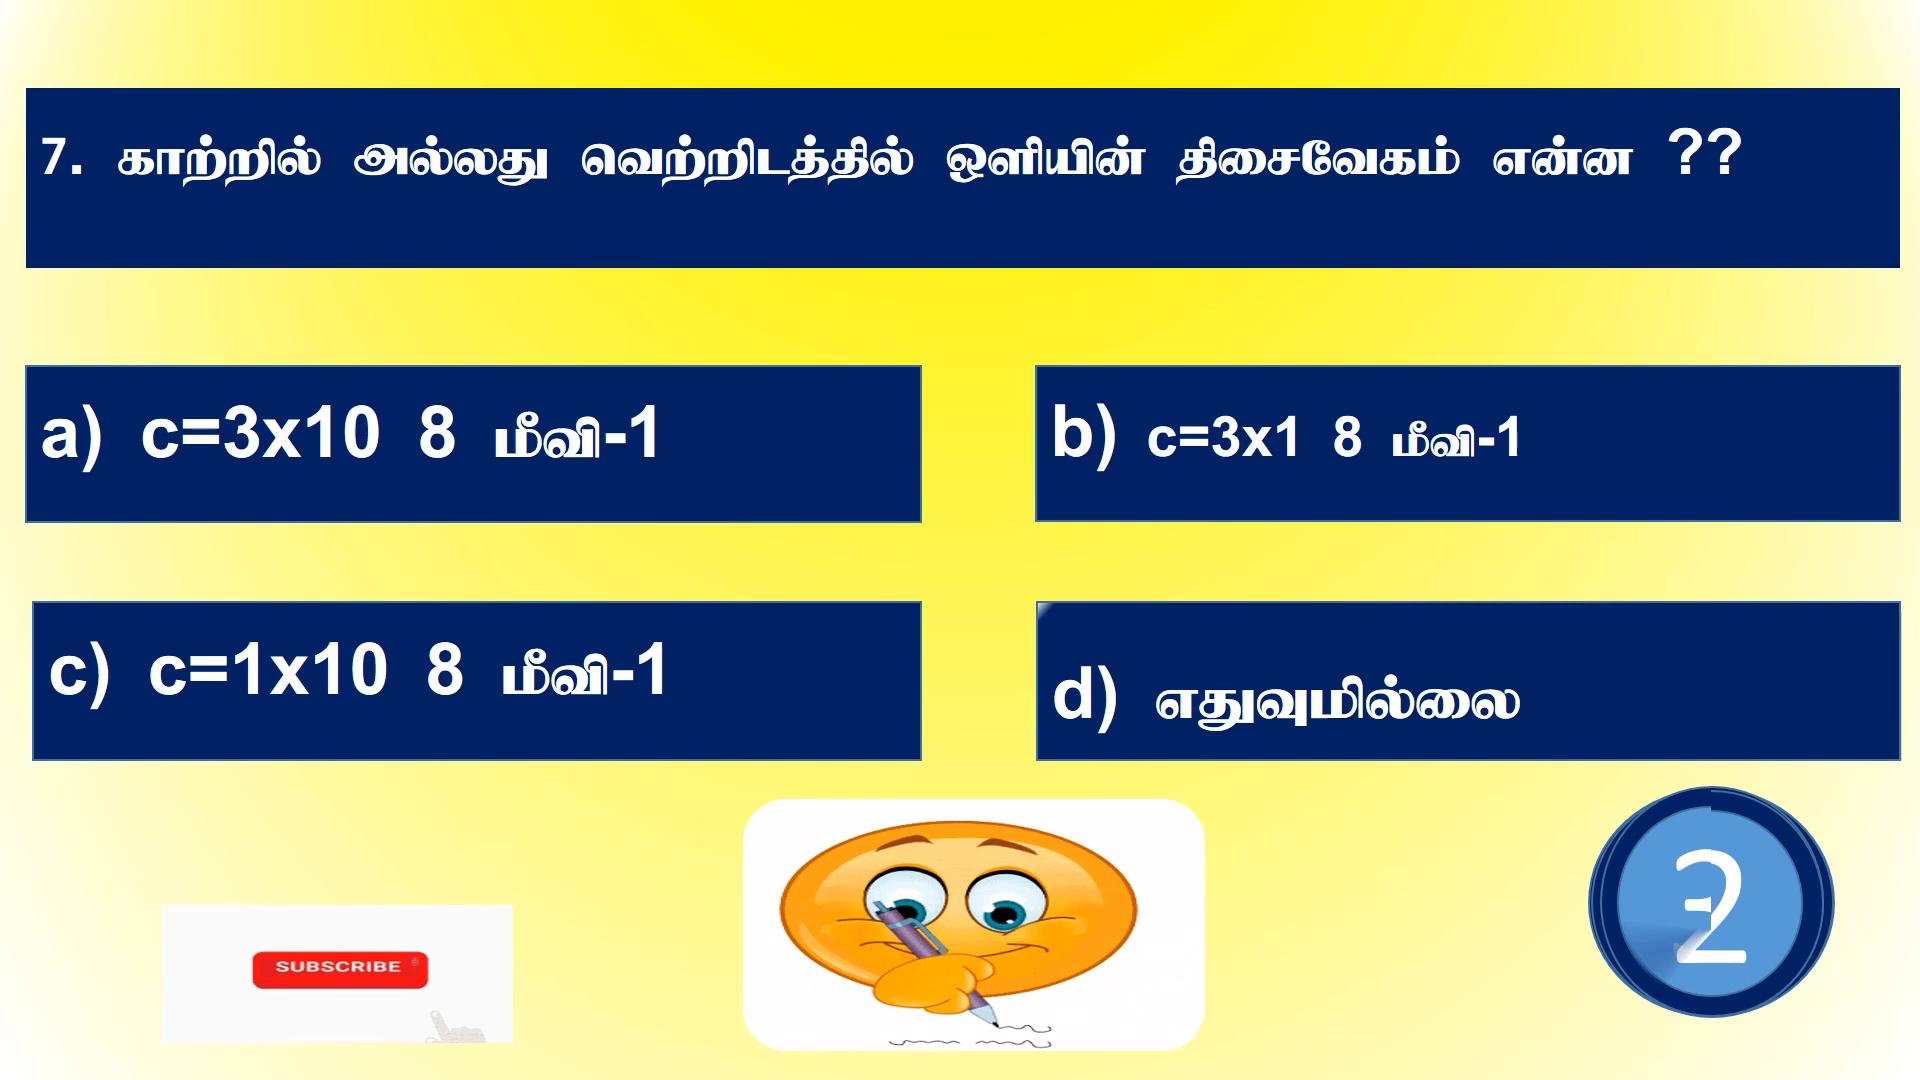 7. காற்றில் அல்லது வெற்றிடத்தில் ஒளியின் திசைவேகம் என்ன ??
a) c=3x10 8 மீவி-1
b) c=3x1 8 மீவி-1
c) c=1x10 8 மீவி-1
d) எதுவுமில்லை
SUBSCRIBE
2